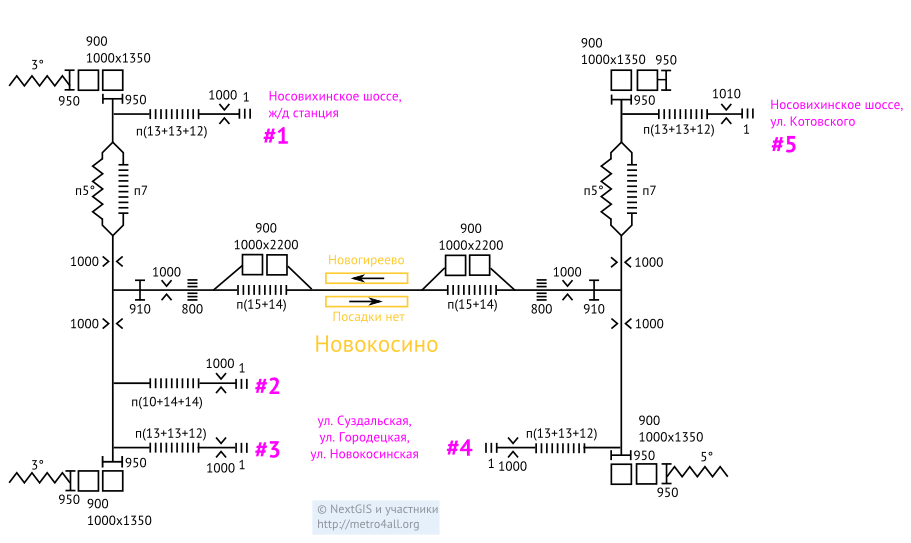 900
1000x1350
3°
950
950
1000
1
Носовихинское шоссе,
ж/д станция
#1
п(13+13+12)
900
1000x1350
950
950
1010
Носовихинское шоссе,
ул. Котовского
п(13+13+12)
1
#5
п5°
п7
п5°
п7
900
1000x2200
900
1000x2200
1000
1000
Новогиреево
1000
1000
910
800
п(15+14)
Посадки нет
п(15+14)
800
910
1000
Новокосино
1000
1000
1
#2
п(10+14+14)
п(13+13+12)
#3
1000
1
ул. Суздальская,
ул. Городецкая,
ул. Новокосинская
#4
п(13+13+12)
1
1000
900
1000x1350
3°
950
950
900
1000x1350
950
5°
950
© NextGIS и участники
http://metro4all.org